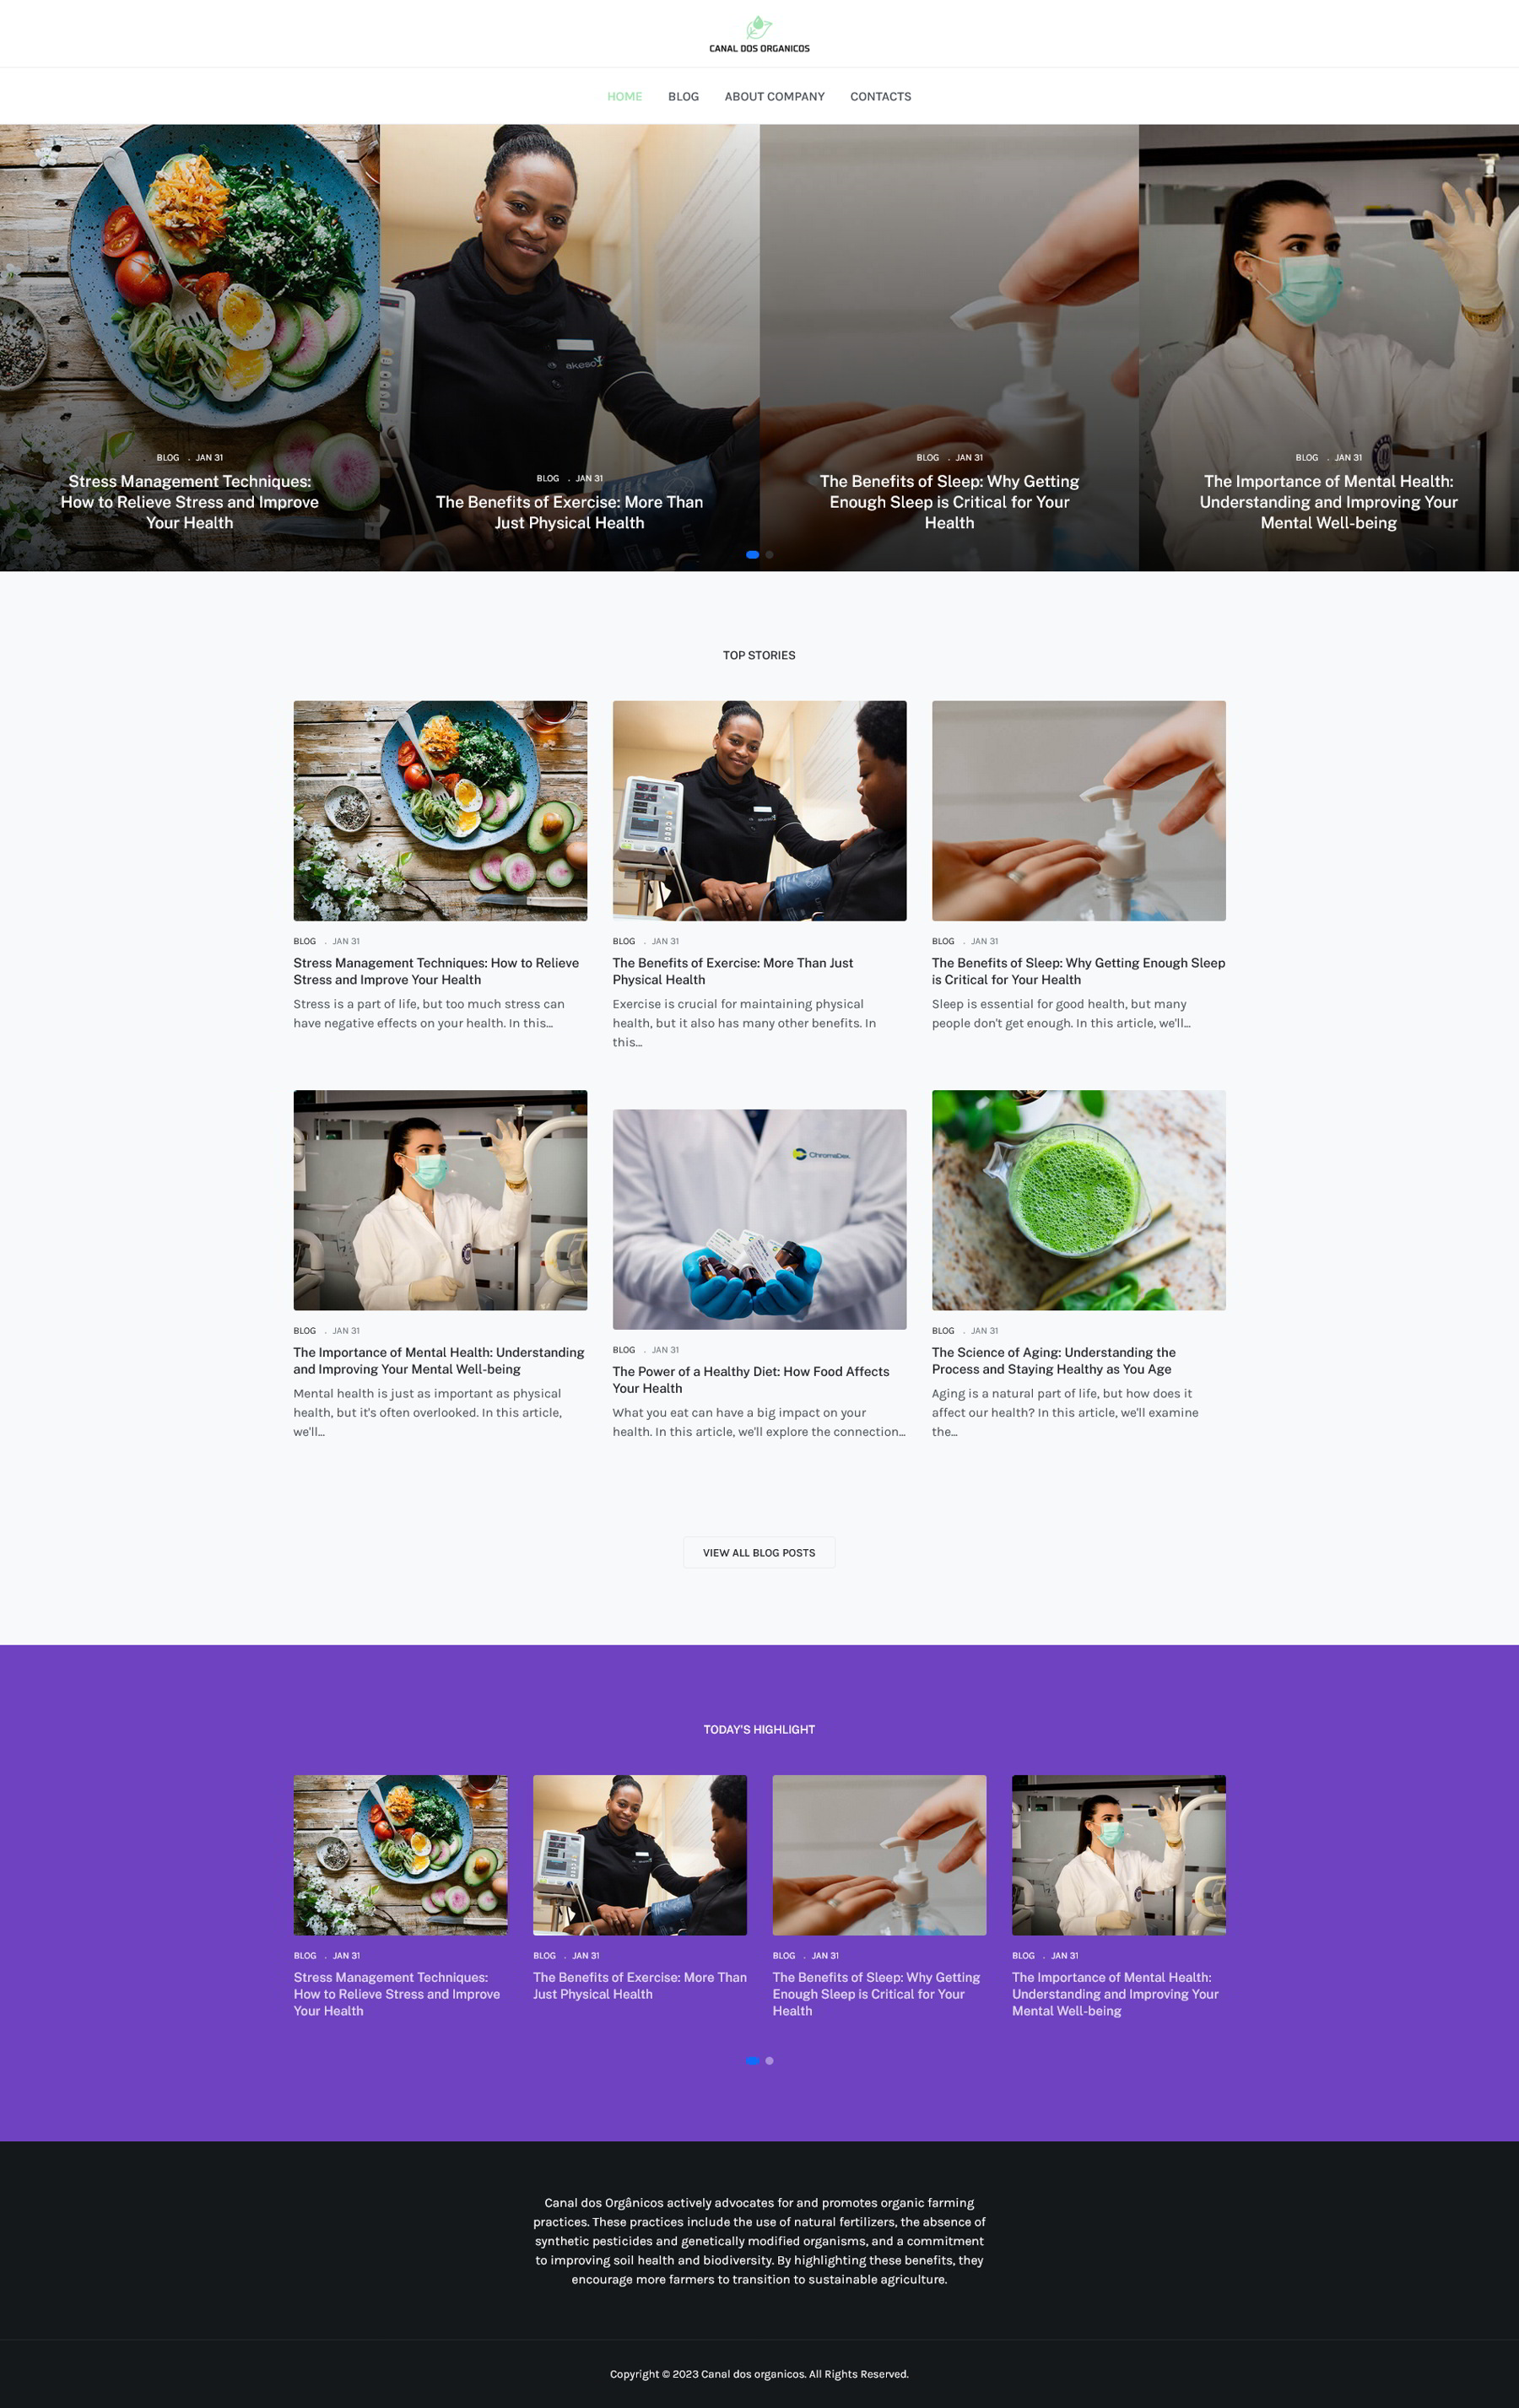 CANAL DOS ORGANICOS
HOME BLOG ABOUT COMPANY CONTACTS
akeso
BLOG . JAN 31
Stress Management Techniques:
How to Relieve Stress and Improve
Your Health
BLOG . JAN 31
The Benefits of Exercise: More Than
Just Physical Health
BLOG . JAN 31
The Benefits of Sleep: Why Getting
Enough Sleep is Critical for Your
Health
BLOG . JAN 31
The Importance of Mental Health:
Understanding and Improving Your
Mental Well-being
TOP STORIES
BLOG . JAN 31
Stress Management Techniques: How to Relieve
Stress and Improve Your Health
Stress is a part of life, but too much stress can
have negative effects on your health. In this...
BLOG . JAN 31
The Benefits of Exercise: More Than Just
Physical Health
Exercise is crucial for maintaining physical
health, but it also has many other benefits. In
this...
BLOG . JAN 31
The Benefits of Sleep: Why Getting Enough Sleep
is Critical for Your Health
Sleep is essential for good health, but many
people don't get enough. In this article, we'll...
BLOG . JAN 31
The Importance of Mental Health: Understanding
and Improving Your Mental Well-being
Mental health is just as important as physical
health, but it's often overlooked. In this article,
we'll...
ChromaDex
BLOG . JAN 31
The Power of a Healthy Diet: How Food Affects
Your Health
What you eat can have a big impact on your
health. In this article, we'll explore the connection...
BLOG . JAN 31
The Science of Aging: Understanding the
Process and Staying Healthy as You Age
Aging is a natural part of life, but how does it
affect our health? In this article, we'll examine
the...
VIEW ALL BLOG POSTS
TODAY'S HIGHLIGHT
BLOG . JAN 31
Stress Management Techniques:
How to Relieve Stress and Improve
Your Health
BLOG . JAN 31
The Benefits of Exercise: More Than
Just Physical Health
BLOG . JAN 31
The Benefits of Sleep: Why Getting
Enough Sleep is Critical for Your
Health
BLOG . JAN 31
The Importance of Mental Health:
Understanding and Improving Your
Mental Well-being
Canal dos Orgânicos actively advocates for and promotes organic farming
practices. These practices include the use of natural fertilizers, the absence of
synthetic pesticides and genetically modified organisms, and a commitment
to improving soil health and biodiversity. By highlighting these benefits, they
encourage more farmers to transition to sustainable agriculture.
Copyright © 2023 Canal dos organicos. All Rights Reserved.